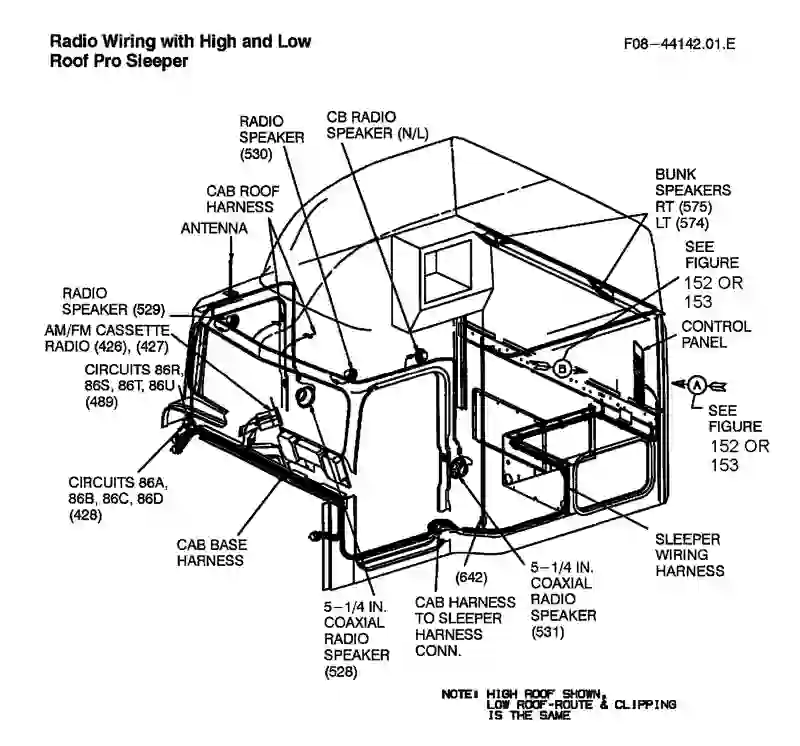 Radio Wiring with High and Low
Roof Pro Sleeper
F08-44142.01.E
RADIO
SPEAKER
(530)
CB RADIO
SPEAKER (N/L)
CAB ROOF
HARNESS
ANTENNA
BUNK
SPEAKERS
RT (575)
LT (574)
SEE
FIGURE
152 OR
153
RADIO
SPEAKER (529)
AM/FM CASSETTE
RADIO (426), (427)
CONTROL
PANEL
CIRCUITS 86R,
86S, 86T, 86U
(489)
B
A
SEE
FIGURE
152 OR
153
CIRCUITS 86A,
86B, 86C, 86D
(428)
CAB BASE
HARNESS
SLEEPER
WIRING
HARNESS
(642)
5-1/4 IN.
COAXIAL
RADIO
SPEAKER
(528)
CAB HARNESS
TO SLEEPER
HARNESS
CONN.
5-1/4 IN.
COAXIAL
RADIO
SPEAKER
(531)
NOTE: HIGH ROOF SHOWN,
LOW ROOF-ROUTE & CLIPPING
IS THE SAME